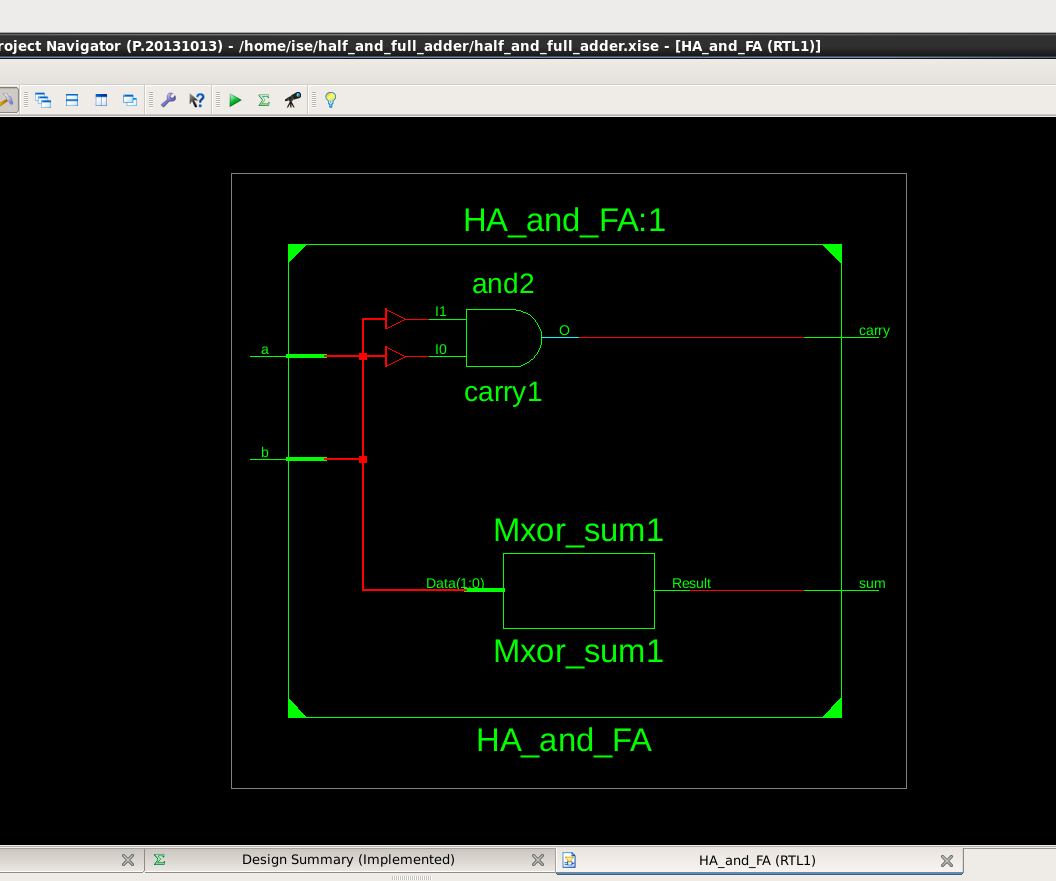 roject Navigator (P.20131013) - /home/ise/half_and_full_adder/half_and_full_adder.xise - [HA_and_FA (RTL1)]
HA_and_FA:1
and2
I1
O
carry
a
I0
carry1
b
Mxor_sum1
Data(1:0)
Result
sum
Mxor_sum1
HA_and_FA
Design Summary (Implemented)
HA_and_FA (RTL1)